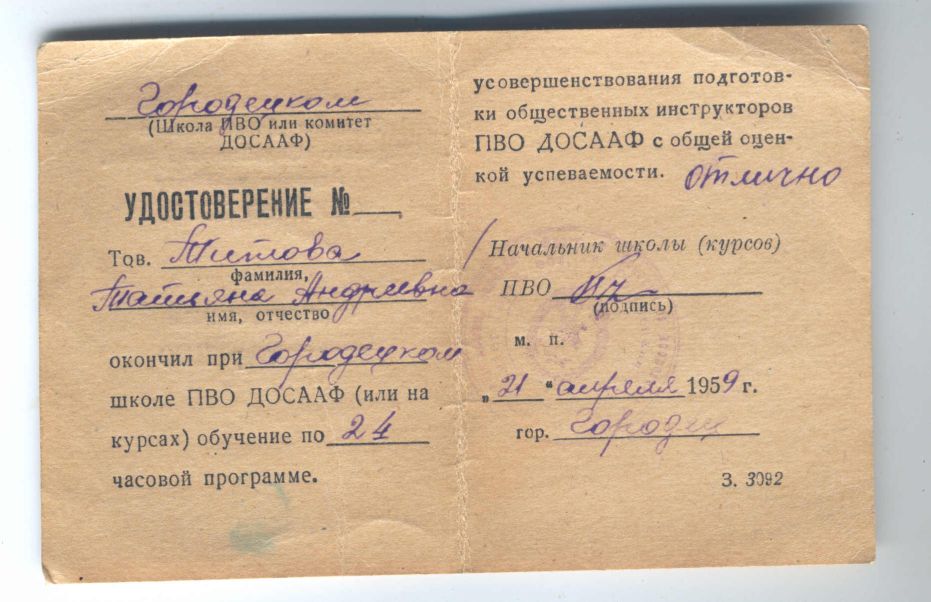 Городецком
(Школа ПВО или комитет
ДОСААФ)
УДОСТОВЕРЕНИЕ №
Тов. Титова
фамилия,
Татьяна Андреевна
имя, отчество
окончил при Городецком
школе ПВО ДОСААФ (или на
курсах) обучение по 24
часовой программе.
усовершенствования подготов-
ки общественных инструкторов
ПВО ДОСААФ с общей оцен-
кой успеваемости. отлично
Начальник школы (курсов)
ПВО
(подпись)
м. п.
„21“ апреля 1959 г.
гор. Городец
З. 3092